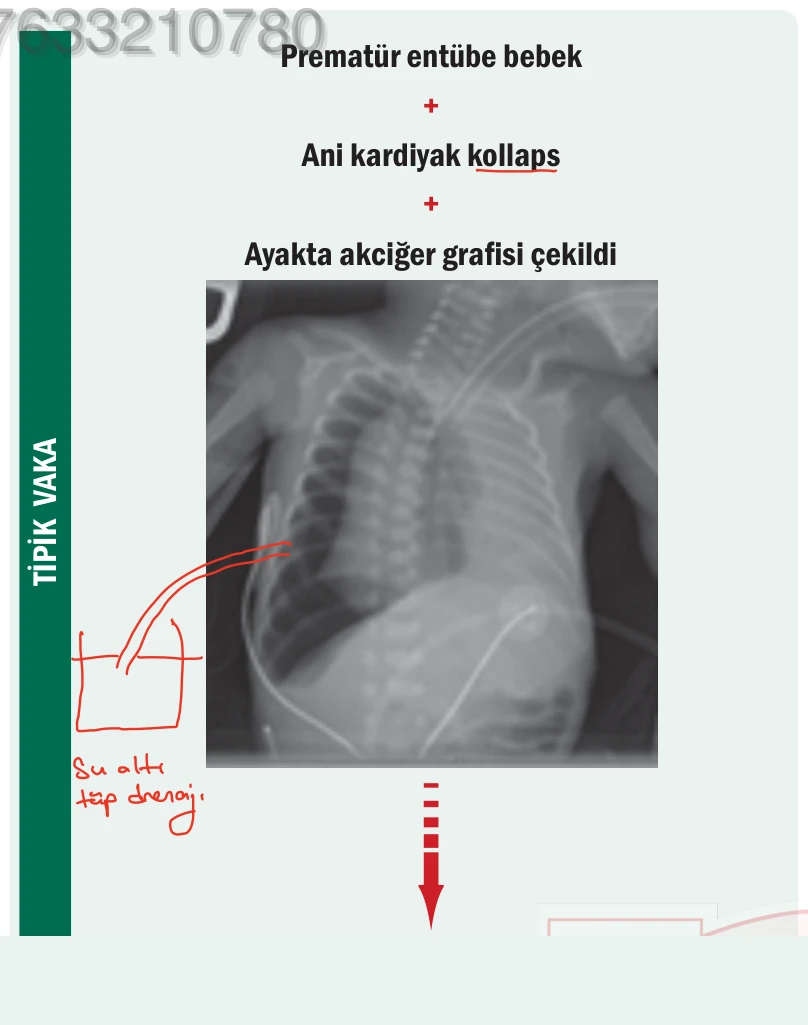 7633210780
Prematür entübe bebek
+
Ani kardiyak kollaps
+
Ayakta akciğer grafisi çekildi
TİPİK VAKA
Su altı
tüp drenajı